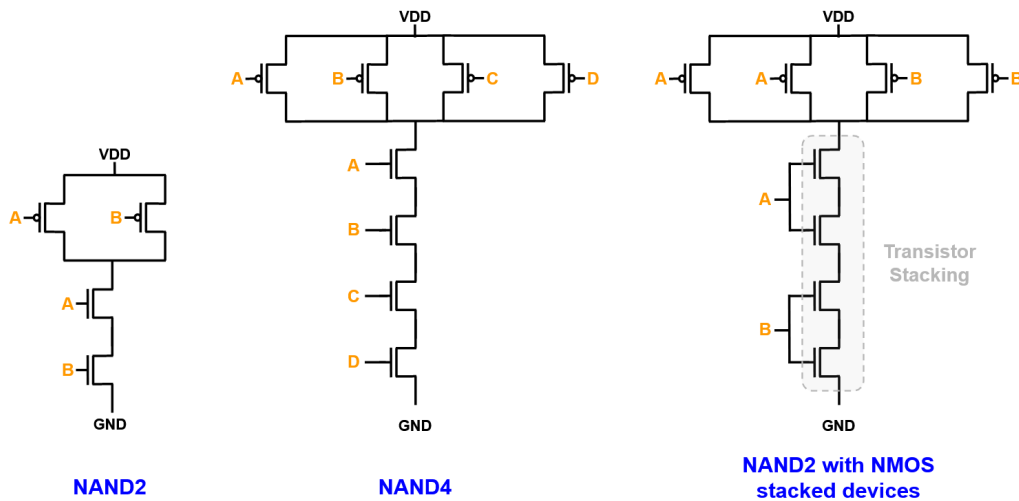 VDD
A
B
A
B
GND
NAND2
VDD
A
B
C
D
A
B
C
D
GND
NAND4
VDD
A
A
B
B
A
B
Transistor
Stacking
GND
NAND2 with NMOS
stacked devices